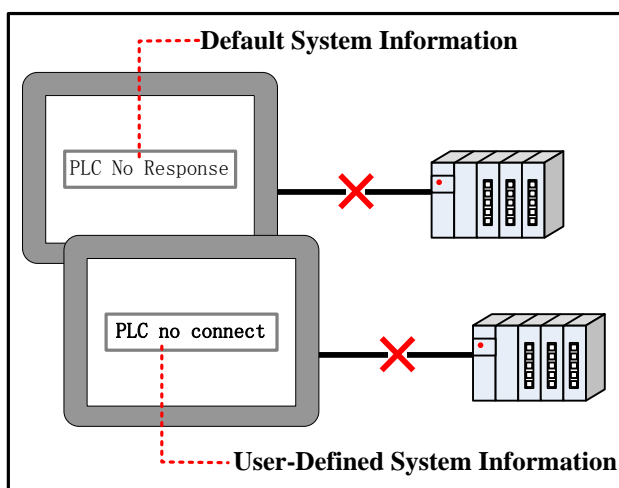 Default System Information
PLC No Response
PLC no connect
User-Defined System Information